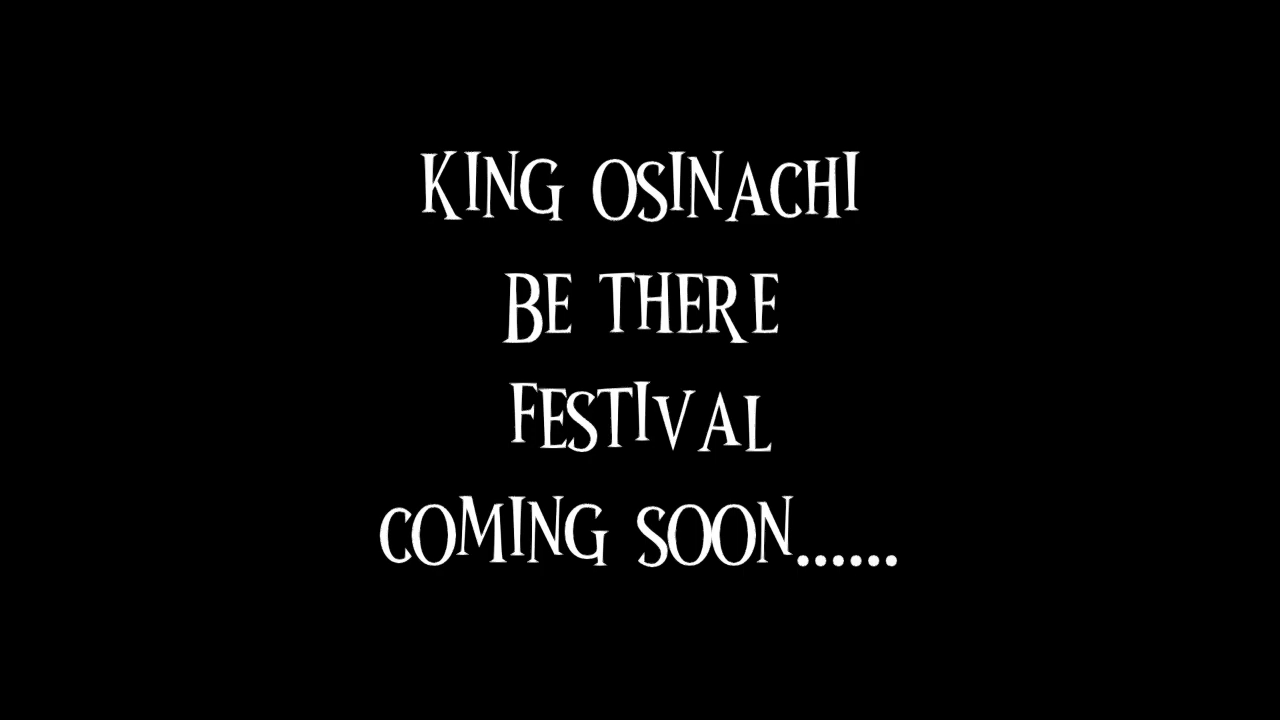 KING OSINACHI
BE THERE
FESTIVAL
COMING SOON......